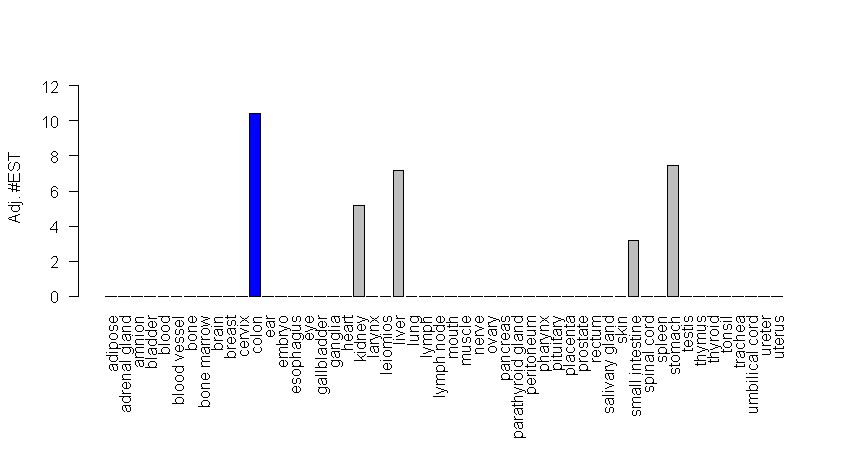 12
10
8
6
4
2
0
Adj. #EST
adipose
adrenal gland
amnion
bladder
blood
blood vessel
bone
bone marrow
brain
breast
cervix
colon
ear
embryo
esophagus
eye
gallbladder
ganglia
heart
kidney
larynx
leiomios
liver
lung
lymph
lymph node
mouth
muscle
nerve
ovary
pancreas
parathyroid gland
peritoneum
pharynx
pituitary
placenta
prostate
rectum
salivary gland
skin
small intestine
spinal cord
spleen
stomach
testis
thymus
thyroid
tonsil
trachea
umbilical cord
ureter
uterus